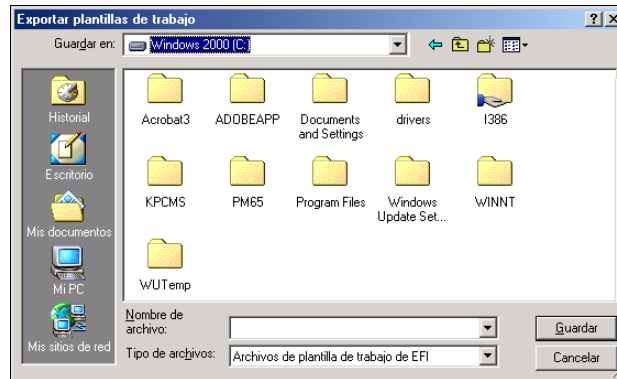 Exportar plantillas de trabajo
Guardar en:
Windows 2000 (C:)
Historial
Escritorio
Mis documentos
Mi PC
Mis sitios de red
Acrobat3
ADOBEAPP
Documents
and Settings
drivers
I386
KPCMS
PM65
Program Files
Windows
Update Set...
WINNT
WUTemp
Nombre de
archivo:
Guardar
Tipo de archivos:
Archivos de plantilla de trabajo de EFI
Cancelar